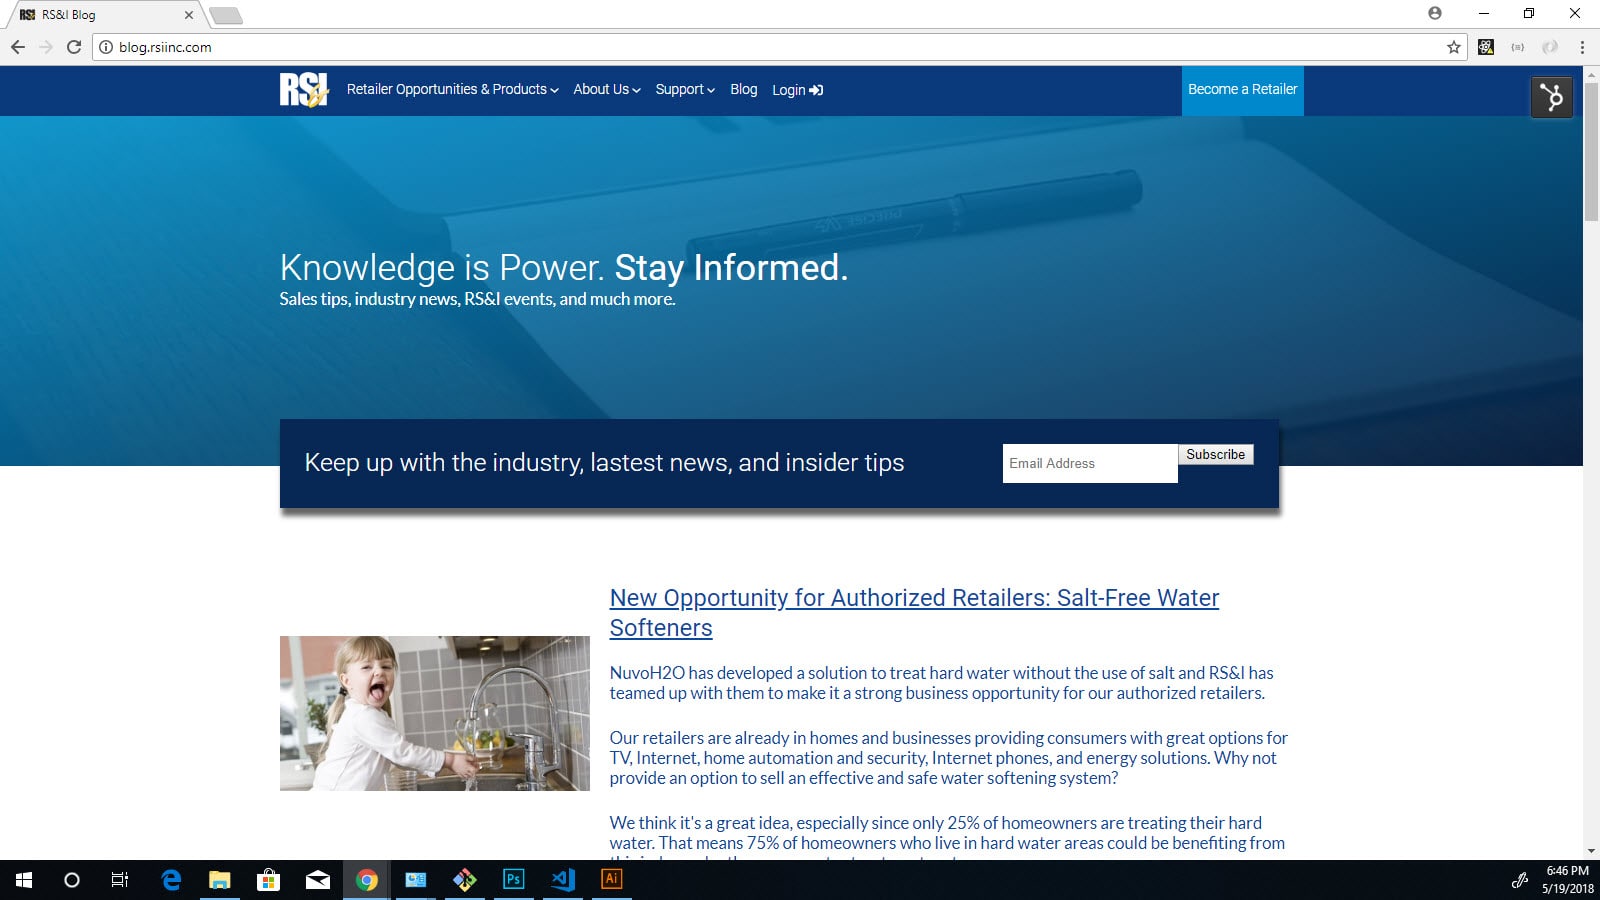 RS&I Blog
blog.rsiinc.com
RS&I
Retailer Opportunities & Products
About Us
Support
Blog
Login
Become a Retailer
PRECISE V5
Knowledge is Power. Stay Informed.
Sales tips, industry news, RS&I events, and much more.
Keep up with the industry, lastest news, and insider tips
Email Address
Subscribe
New Opportunity for Authorized Retailers: Salt-Free Water
Softeners
NuvoH2O has developed a solution to treat hard water without the use of salt and RS&I has
teamed up with them to make it a strong business opportunity for our authorized retailers.
Our retailers are already in homes and businesses providing consumers with great options for
TV, Internet, home automation and security, Internet phones, and energy solutions. Why not
provide an option to sell an effective and safe water softening system?
We think it's a great idea, especially since only 25% of homeowners are treating their hard
water. That means 75% of homeowners who live in hard water areas could be benefiting from
Ps
Ai
6:46 PM
5/19/2018